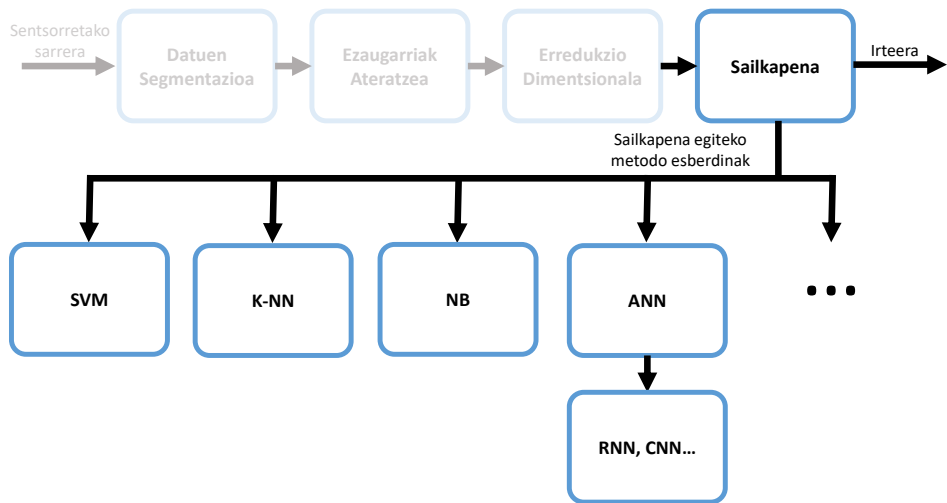 Sentsorretako
sarrera
Datuen
Segmentazioa
Ezaugarriak
Ateratzea
Erredukzio
Dimentsionala
Sailkapena
Irteera
Sailkapena egiteko
metodo esberdinak
SVM
K-NN
NB
ANN
...
RNN, CNN...